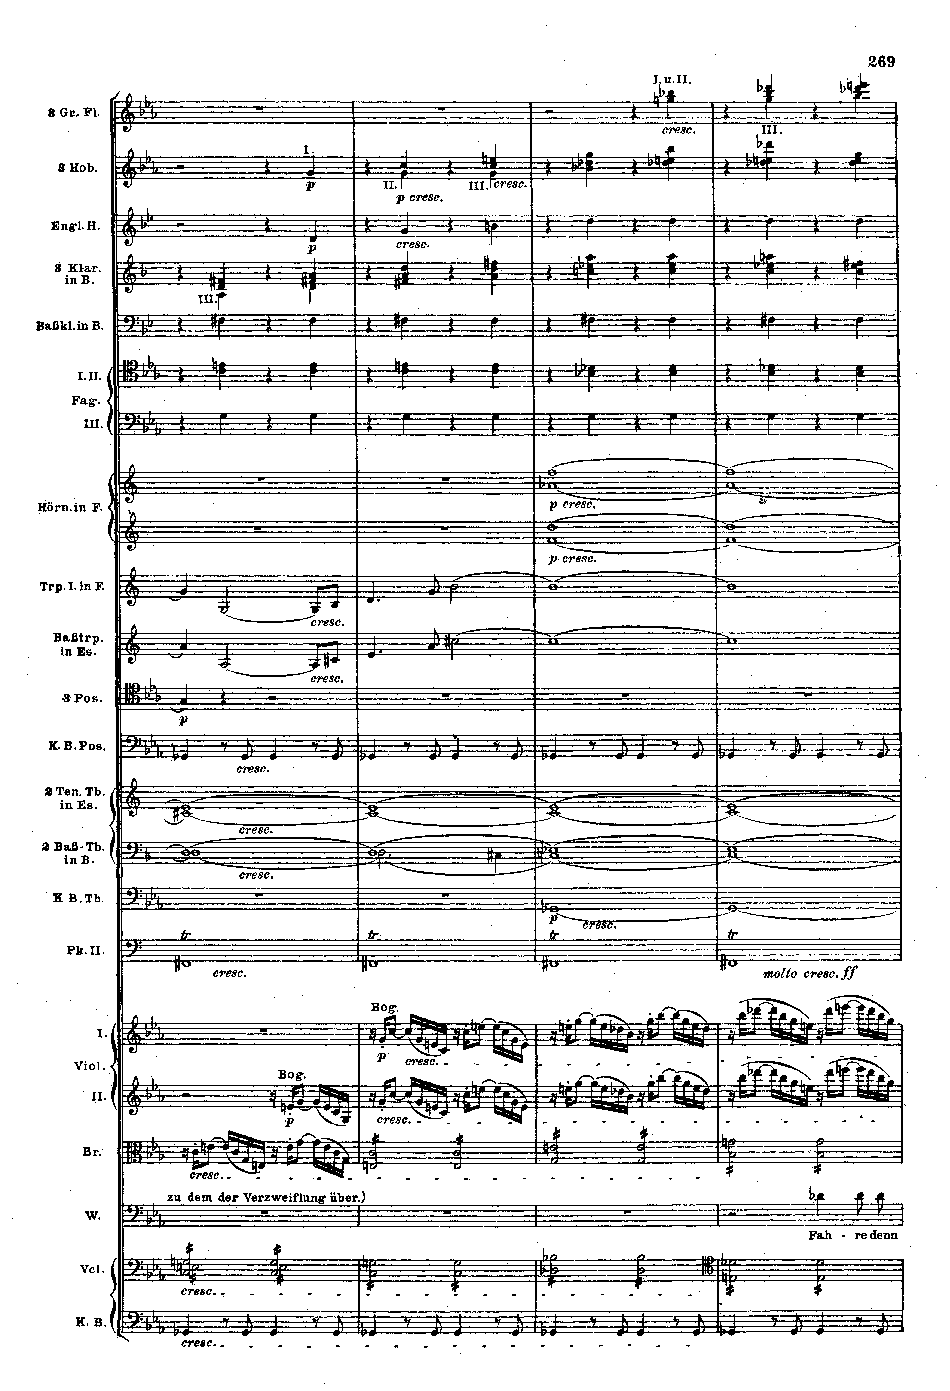 269
I. u. II.
3 Gr. Fl.
cresc.
III.
I.
3 Hob.
p
II.
III. cresc.
p cresc.
Engl. H.
p
cresc.
3 Klar.
in B.
III.
Baßkl. in B.
I. II.
Fag.
III.
Hörn. in F.
p cresc.
p cresc.
Trp. I. in F.
cresc.
Baßtrp.
in Es.
cresc.
3 Pos.
p
K. B. Pos.
cresc.
2 Ten. Tb.
in Es.
cresc.
2 Baß-Tb.
in B.
cresc.
K. B. Tb.
p cresc.
tr tr tr tr
Pk. II.
cresc.
molto cresc. ff
Bog.
I.
p cresc.
Viol.
Bog.
II.
p
cresc.
Br.
cresc.
zu dem der Verzweiflung über.)
W.
Fah - re denn
Vcl.
cresc.
K. B.
cresc.